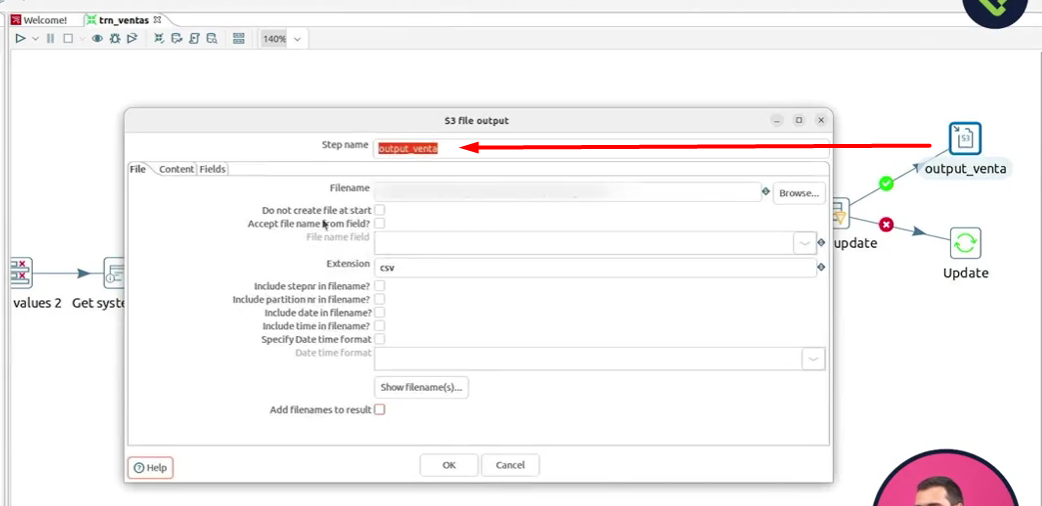 Welcome!
trn_ventas
140%
S3 file output
Step name
output_venta
File
Content
Fields
Filename
Browse...
Do not create file at start
Accept file name from field?
File name field
Extension
csv
Include stepnr in filename?
Include partition nr in filename?
Include date in filename?
Include time in filename?
Specify Date time format
Date time format
Show filename(s)...
Add filenames to result
Help
OK
Cancel
values 2
Get syste
S3
output_venta
update
Update